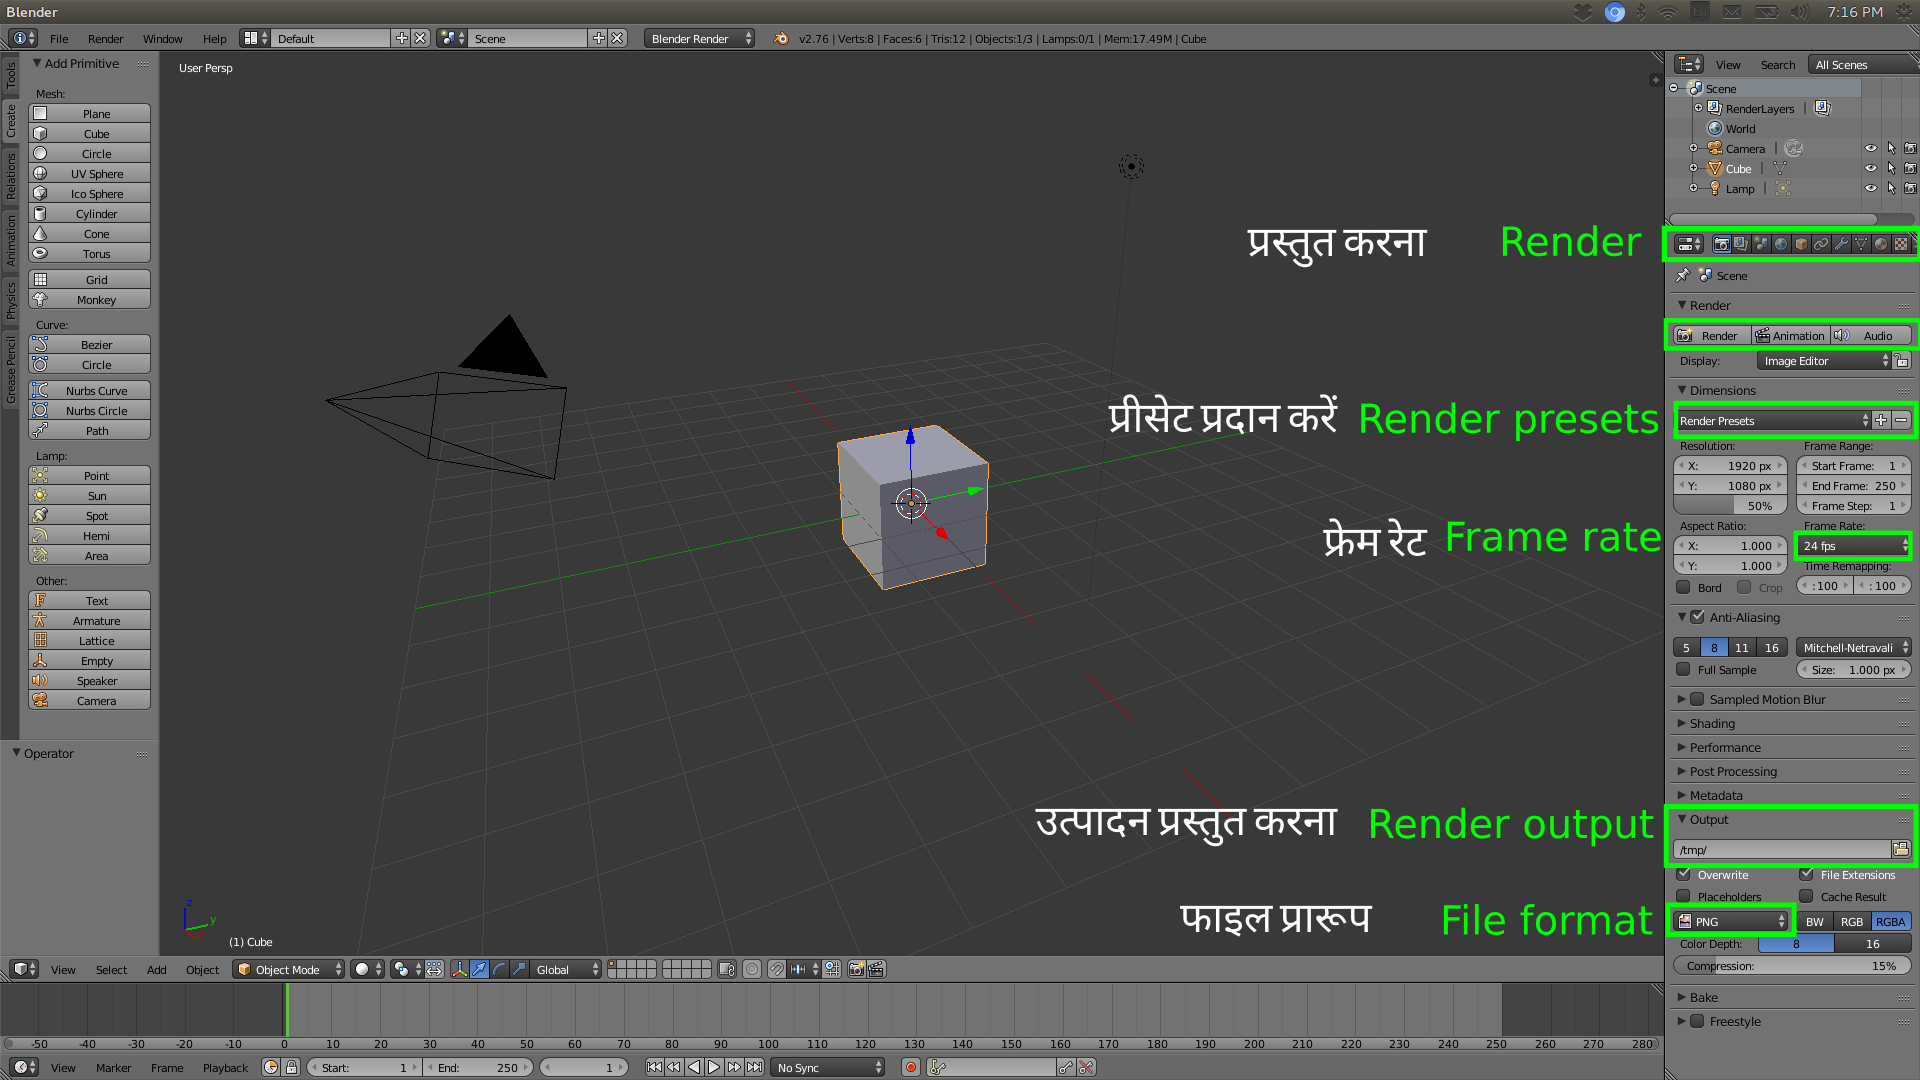 Blender
En 7:16 PM
File Render Window Help Default Scene Blender Render v2.76 | Verts:8 | Faces:6 | Tris:12 | Objects:1/3 | Lamps:0/1 | Mem:17.49M | Cube
Tools
Create
Relations
Animation
Physics
Grease Pencil
Add Primitive
Mesh:
Plane
Cube
Circle
UV Sphere
Ico Sphere
Cylinder
Cone
Torus
Grid
Monkey
Curve:
Bezier
Circle
Nurbs Curve
Nurbs Circle
Path
Lamp:
Point
Sun
Spot
Hemi
Area
Other:
Text
Armature
Lattice
Empty
Speaker
Camera
Operator
User Persp
प्रस्तुत करना Render
प्रीसेट प्रदान करें Render presets
फ्रेम रेट Frame rate
उत्पादन प्रस्तुत करना Render output
फाइल प्रारूप File format
z
y
(1) Cube
View Search All Scenes
Scene
RenderLayers
World
Camera
Cube
Lamp
Scene
Render
Render Animation Audio
Display: Image Editor
Dimensions
Render Presets
Resolution: Frame Range:
X: 1920 px Start Frame: 1
Y: 1080 px End Frame: 250
50% Frame Step: 1
Aspect Ratio: Frame Rate:
X: 1.000 24 fps
Y: 1.000 Time Remapping:
Bord Crop :100 :100
Anti-Aliasing
5 8 11 16 Mitchell-Netravali
Full Sample Size: 1.000 px
Sampled Motion Blur
Shading
Performance
Post Processing
Metadata
Output
/tmp/
Overwrite File Extensions
Placeholders Cache Result
PNG BW RGB RGBA
Color Depth: 8 16
Compression: 15%
Bake
Freestyle
View Select Add Object Object Mode Global
-50 -40 -30 -20 -10 0 10 20 30 40 50 60 70 80 90 100 110 120 130 140 150 160 170 180 190 200 210 220 230 240 250 260 270 280
View Marker Frame Playback Start: 1 End: 250 1 No Sync